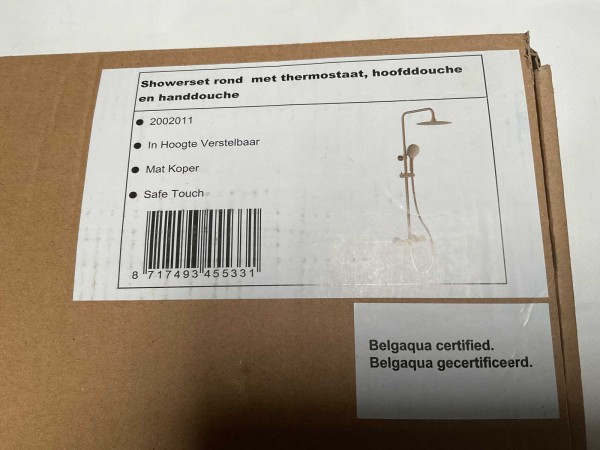 Showerset rond met thermostaat, hoofddouche
en handdouche
● 2002011
● In Hoogte Verstelbaar
● Mat Koper
● Safe Touch
8 717493 455331
Belgaqua certified.
Belgaqua gecertificeerd.